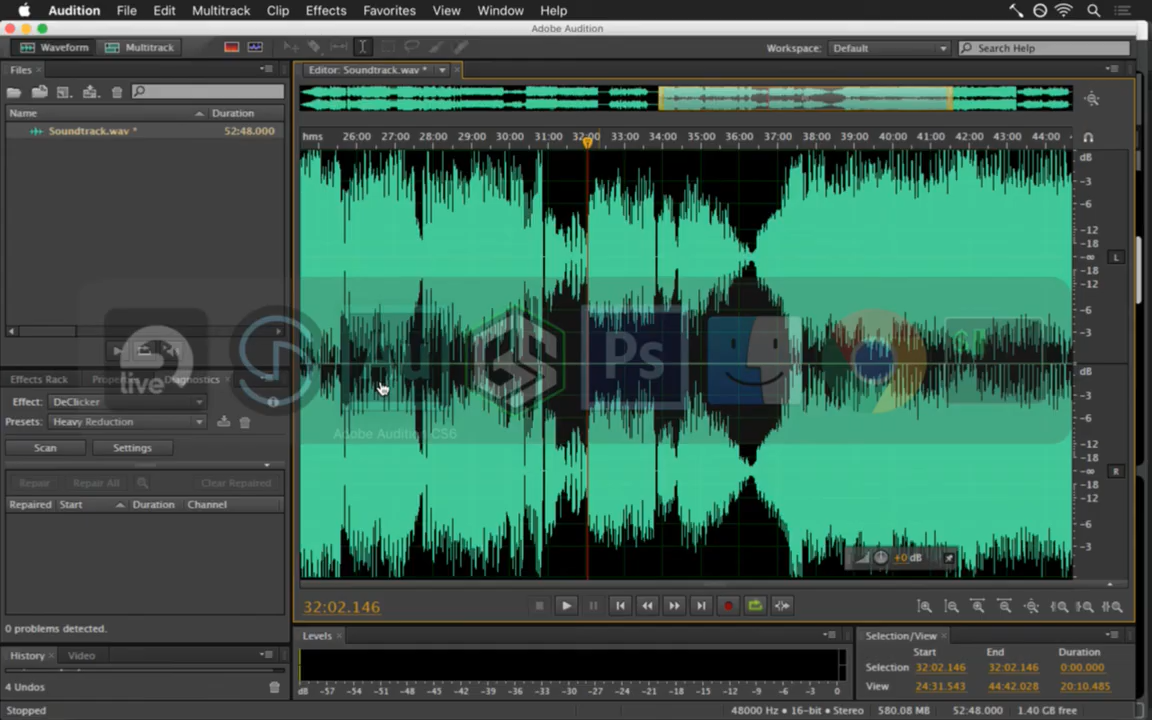 Audition File Edit Multitrack Clip Effects Favorites View Window Help
Adobe Audition
Waveform Multitrack Workspace: Default Search Help
Files Editor: Soundtrack.wav *
Name Duration
Soundtrack.wav * 52:48.000
hms 26:00 27:00 28:00 29:00 30:00 31:00 32:00 33:00 34:00 35:00 36:00 37:00 38:00 39:00 40:00 41:00 42:00 43:00 44:00
dB
-3
-6
-12
-18
-∞ L
-18
-12
-6
-3
dB
-3
-6
-12
-18
-∞ R
-18
-12
-6
-3
live Au Ps
Adobe Audition CS6
Effects Rack Diagnostics
Effect: DeClicker
Presets: Heavy Reduction
Scan Settings
Repair Repair All Clear Repaired
Repaired Start Duration Channel
+0 dB
32:02.146
0 problems detected.
History Video
4 Undos
Levels
dB -57 -54 -51 -48 -45 -42 -39 -36 -33 -30 -27 -24 -21 -18 -15 -12 -9 -6 -3 0
Selection/View
Start End Duration
Selection 32:02.146 32:02.146 0:00.000
View 24:31.543 44:42.028 20:10.485
Stopped 48000 Hz • 16-bit • Stereo 580.08 MB 52:48.000 1.40 GB free